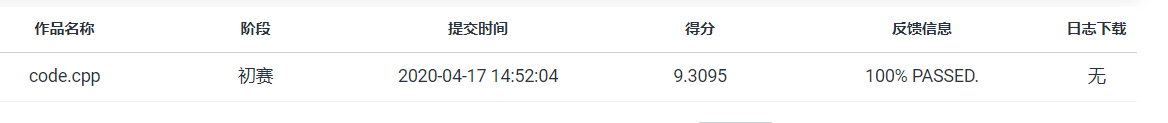 作品名称 阶段 提交时间 得分 反馈信息 日志下载
code.cpp 初赛 2020-04-17 14:52:04 9.3095 100% PASSED. 无